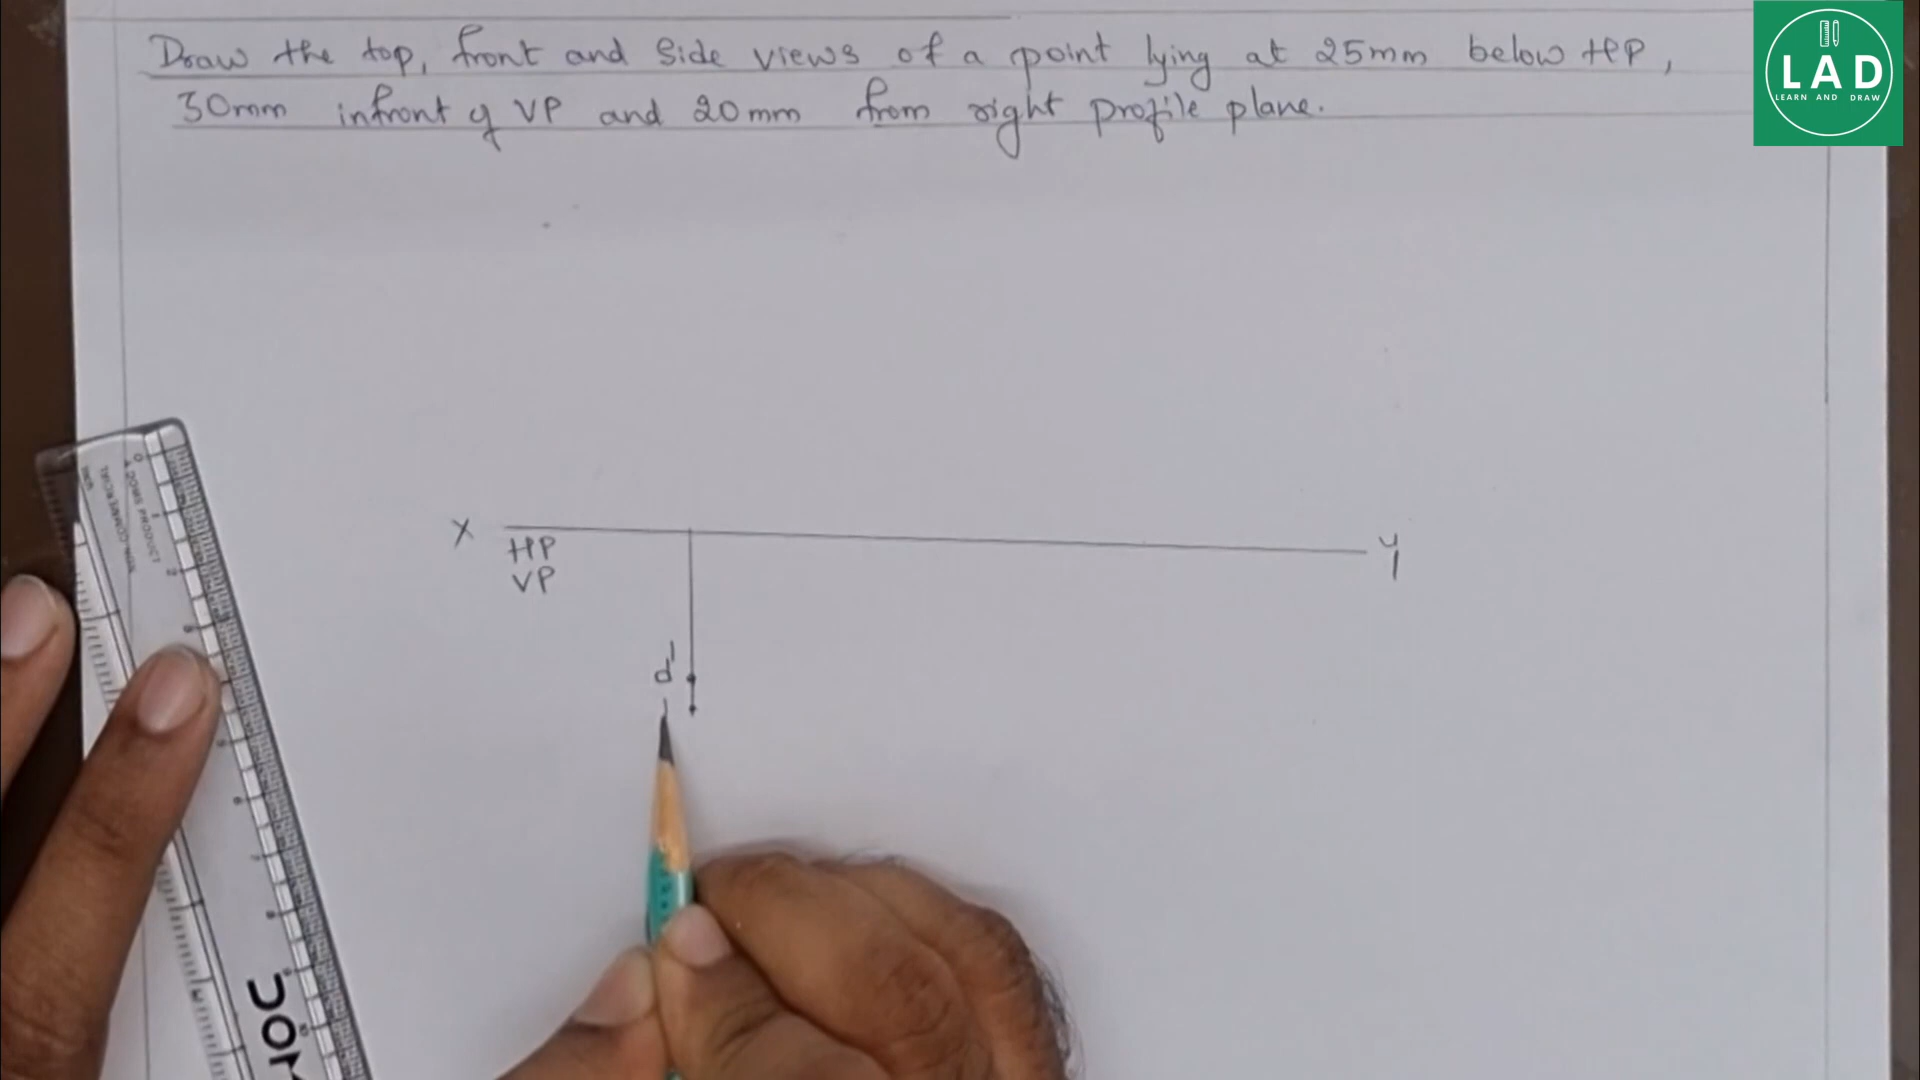 Draw the top, front and Side views of a point lying at 25mm below HP,
30mm infront of VP and 20mm from right profile plane.
LAD
LEARN AND DRAW
X
HP
VP
Y
d'